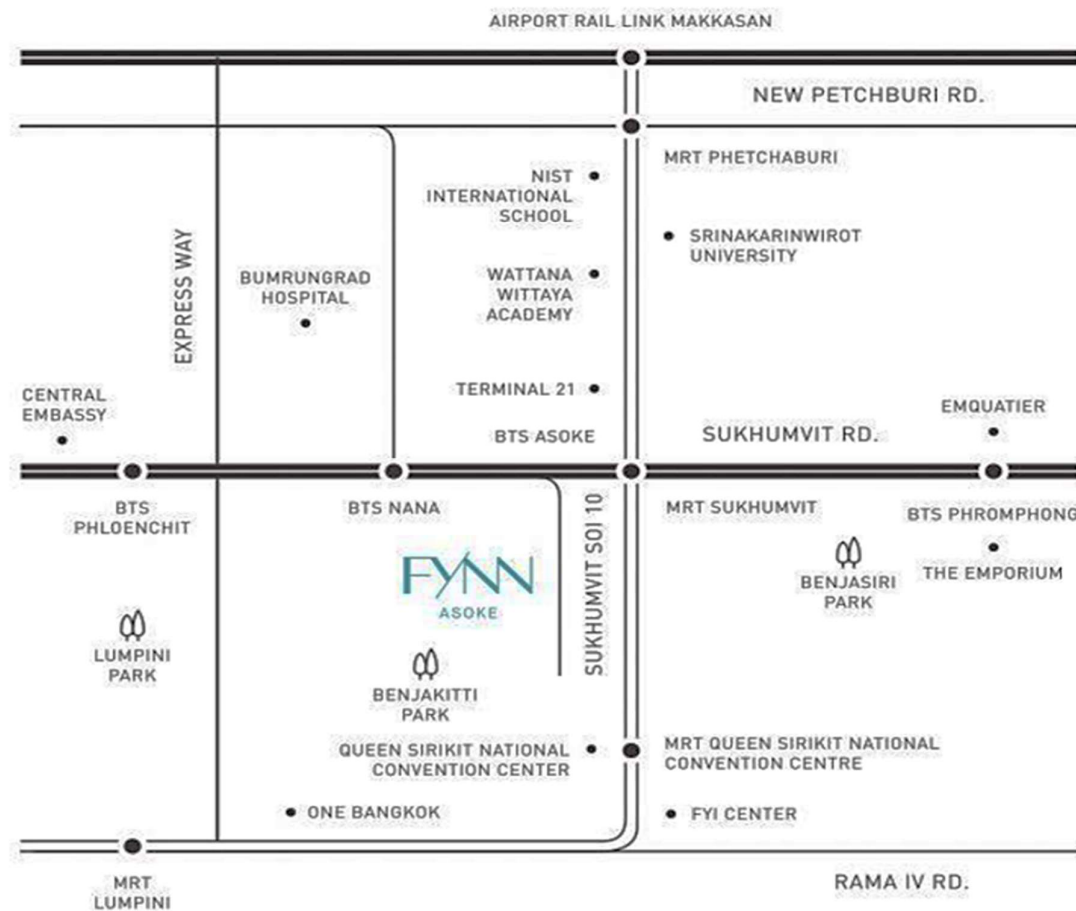 AIRPORT RAIL LINK MAKKASAN
NEW PETCHBURI RD.
MRT PHETCHABURI
NIST
INTERNATIONAL
SCHOOL
SRINAKARINWIROT
UNIVERSITY
EXPRESS WAY
BUMRUNGRAD
HOSPITAL
WATTANA
WITTAYA
ACADEMY
TERMINAL 21
CENTRAL
EMBASSY
BTS ASOKE
SUKHUMVIT RD.
EMQUATIER
BTS
PHLOENCHIT
BTS NANA
SUKHUMVIT SOI 10
MRT SUKHUMVIT
BTS PHROMPHONG
FYNN
ASOKE
BENJASIRI
PARK
THE EMPORIUM
LUMPINI
PARK
BENJAKITTI
PARK
QUEEN SIRIKIT NATIONAL
CONVENTION CENTER
MRT QUEEN SIRIKIT NATIONAL
CONVENTION CENTRE
ONE BANGKOK
FYI CENTER
MRT
LUMPINI
RAMA IV RD.